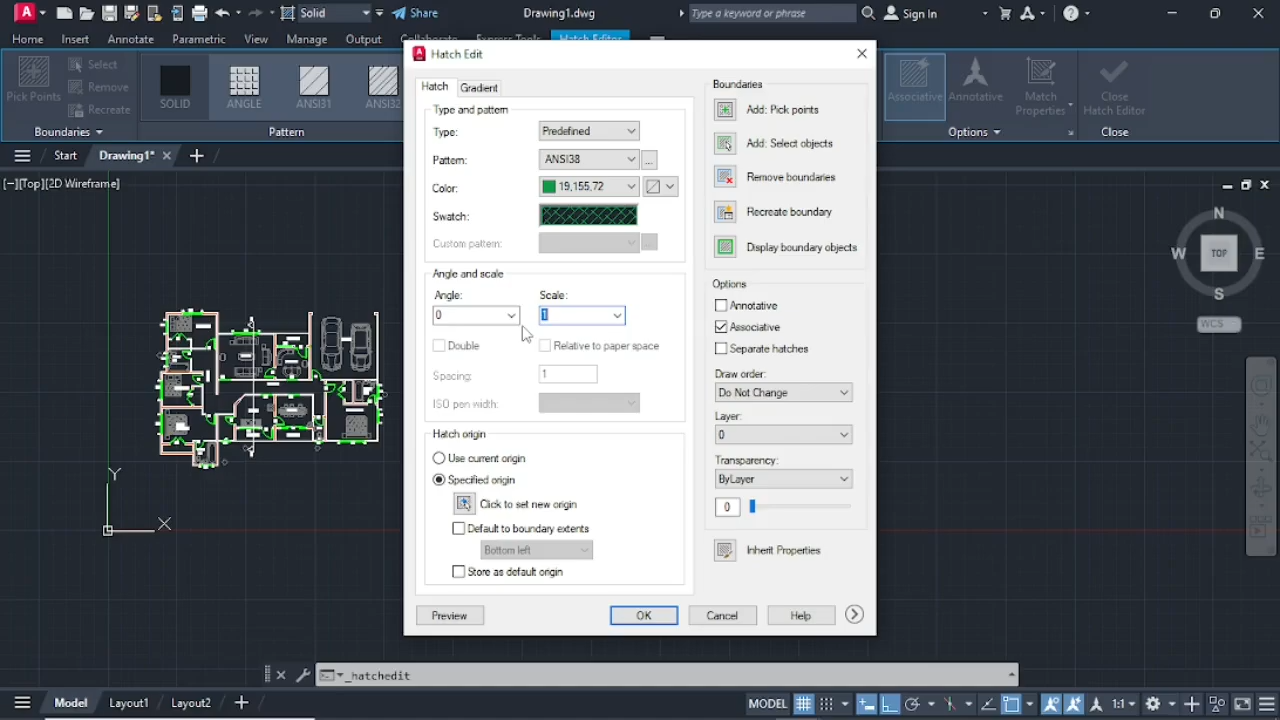 A Solid Share Drawing1.dwg Type a keyword or phrase Sign In
Home Insert Annotate Parametric View Manage Output Express Tools Hatch Editor
Hatch Edit
Pick Points
Select
Remove
Recreate
SOLID ANGLE ANSI31 ANSI32
Associative Annotative Match Properties Close Hatch Editor
Boundaries Pattern Options Close
Start Drawing1*
[−][Top][2D Wireframe]
Hatch Gradient
Type and pattern
Type: Predefined
Pattern: ANSI38 ...
Color: 19,155,72
Swatch:
Custom pattern: ...
Angle and scale
Angle: Scale:
0 1
Double Relative to paper space
Spacing: 1
ISO pen width:
Hatch origin
Use current origin
Specified origin
Click to set new origin
Default to boundary extents
Bottom left
Store as default origin
Preview OK Cancel Help
Boundaries
Add: Pick points
Add: Select objects
Remove boundaries
Recreate boundary
Display boundary objects
Options
Annotative
Associative
Separate hatches
Draw order:
Do Not Change
Layer:
0
Transparency:
ByLayer
0
Inherit Properties
N
W TOP E
S
WCS
Y
X
_hatchedit
Model Layout1 Layout2 MODEL 1:1